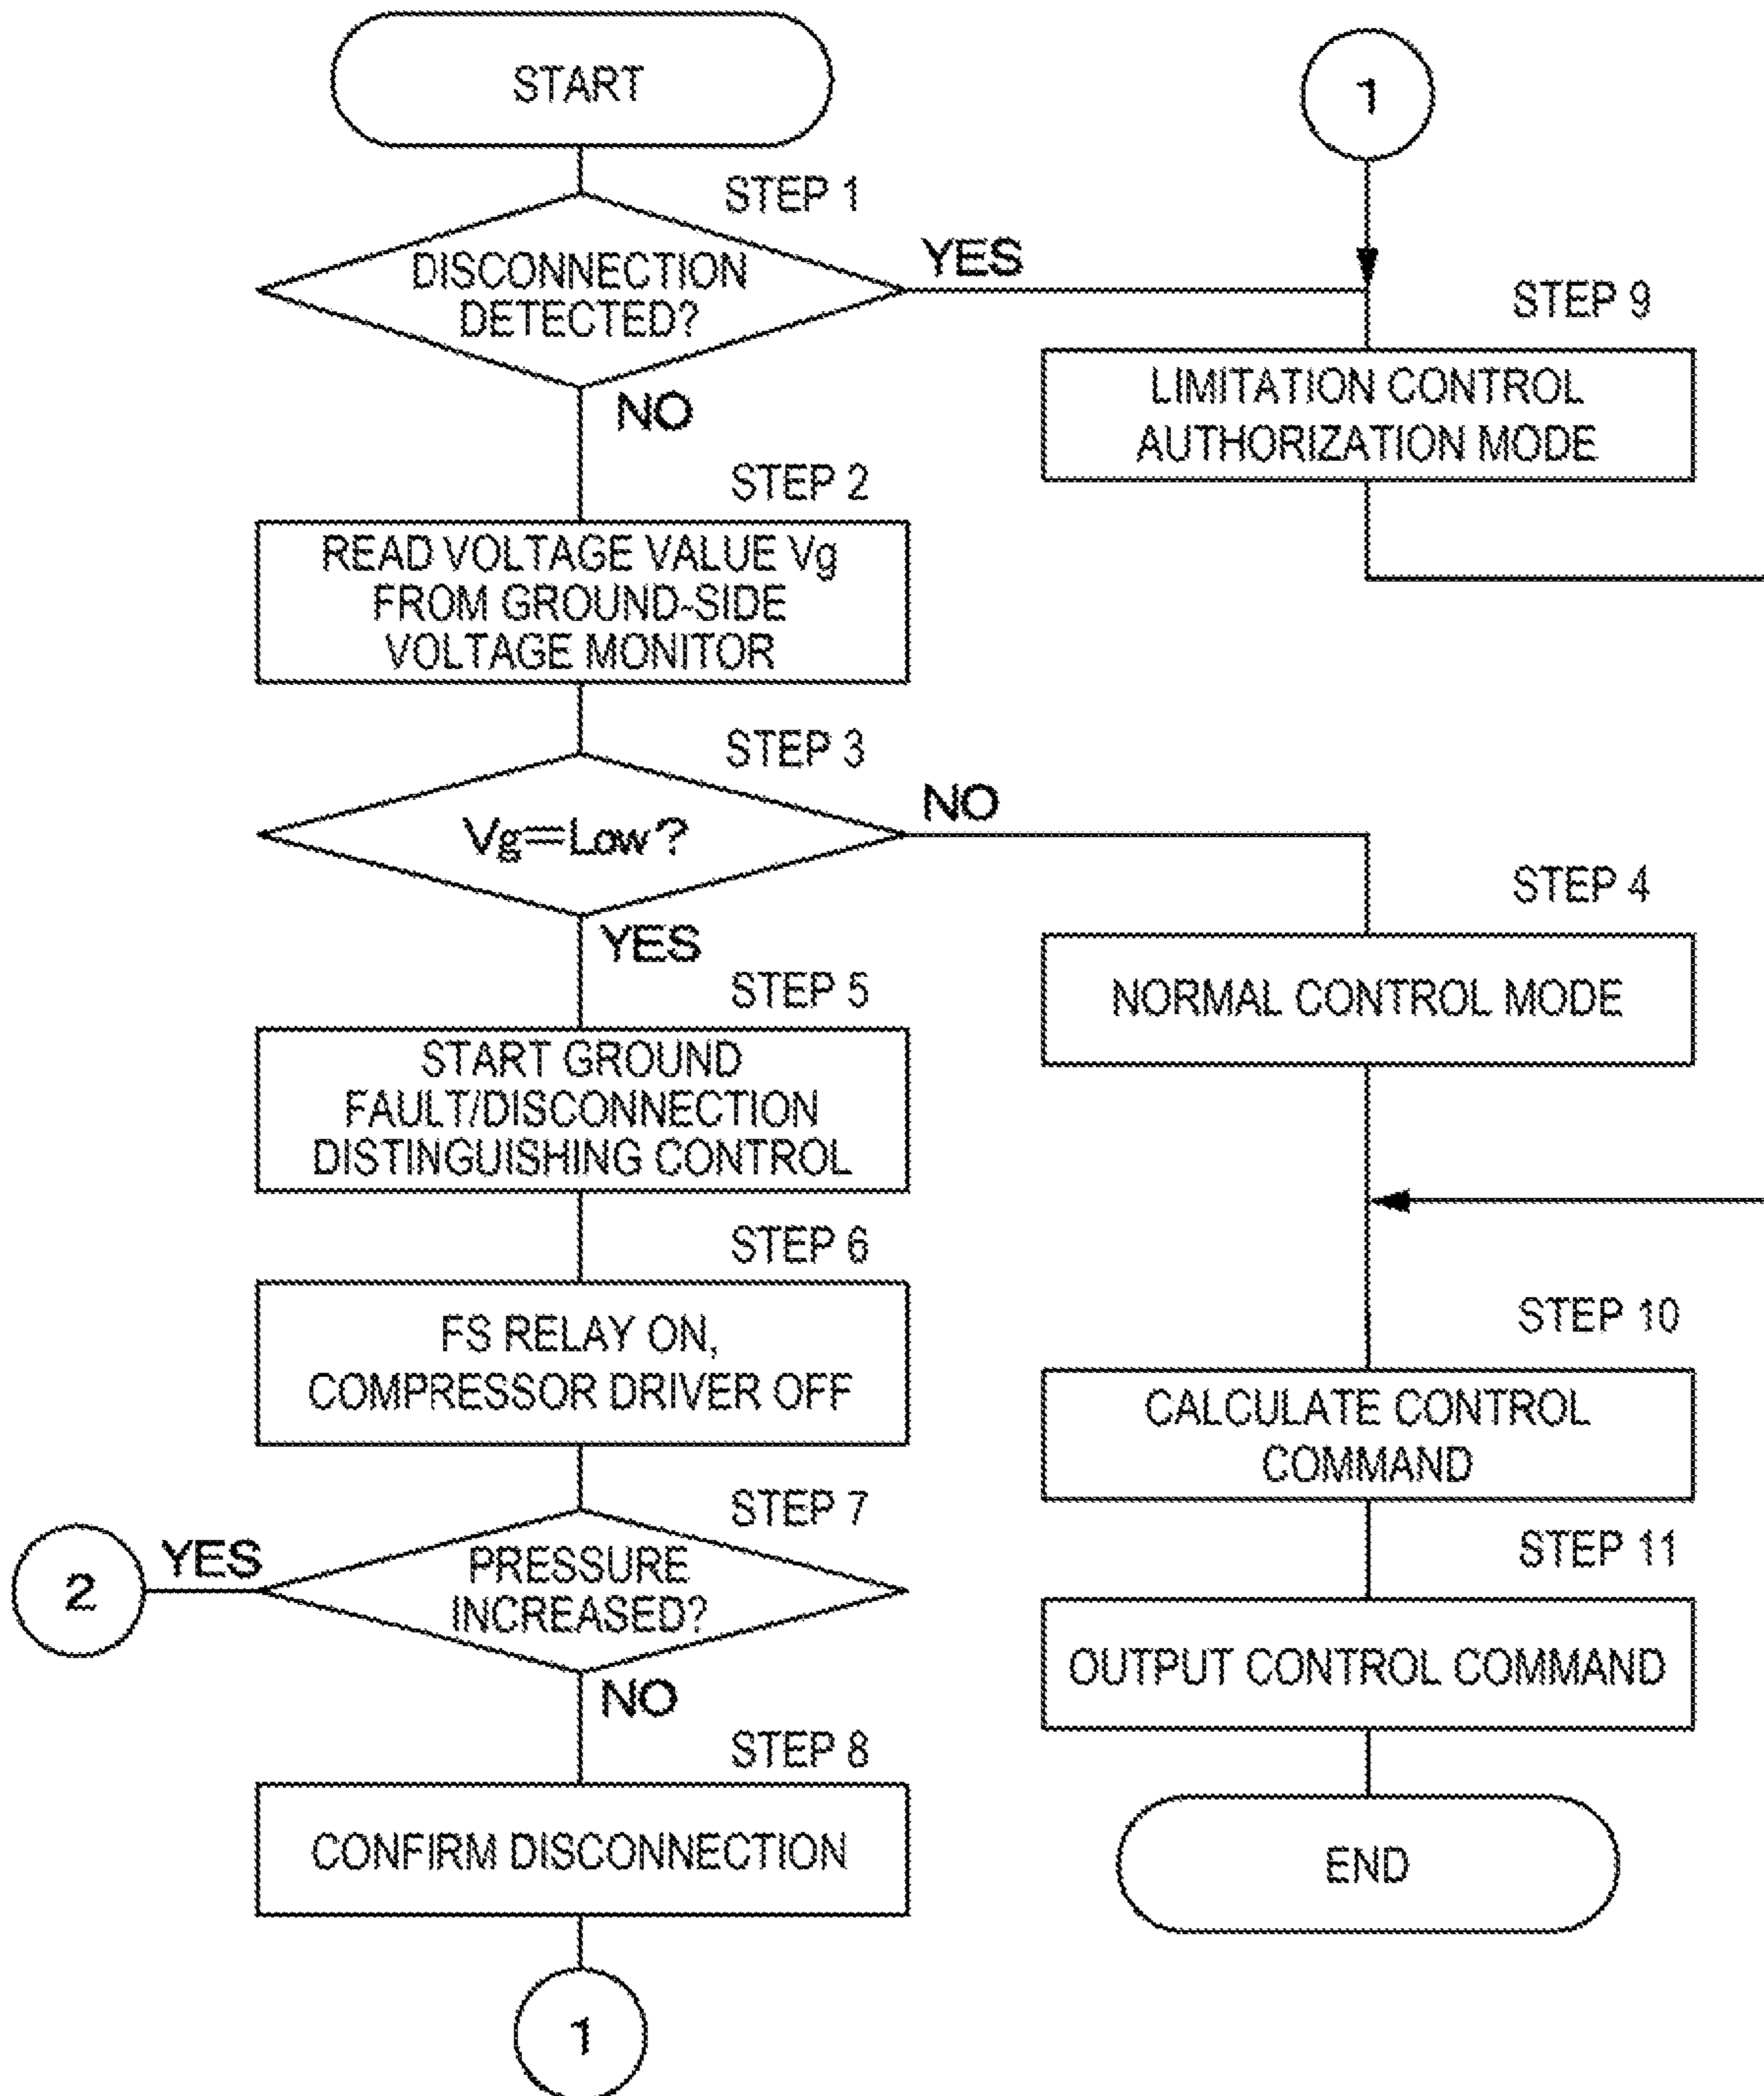 START
STEP 1
DISCONNECTION
DETECTED?
YES
NO
STEP 2
READ VOLTAGE VALUE Vg
FROM GROUND-SIDE
VOLTAGE MONITOR
STEP 3
Vg=Low?
NO
YES
STEP 5
START GROUND
FAULT/DISCONNECTION
DISTINGUISHING CONTROL
STEP 6
FS RELAY ON,
COMPRESSOR DRIVER OFF
STEP 7
PRESSURE
INCREASED?
YES
2
NO
STEP 8
CONFIRM DISCONNECTION
1
1
STEP 9
LIMITATION CONTROL
AUTHORIZATION MODE
STEP 4
NORMAL CONTROL MODE
STEP 10
CALCULATE CONTROL
COMMAND
STEP 11
OUTPUT CONTROL COMMAND
END